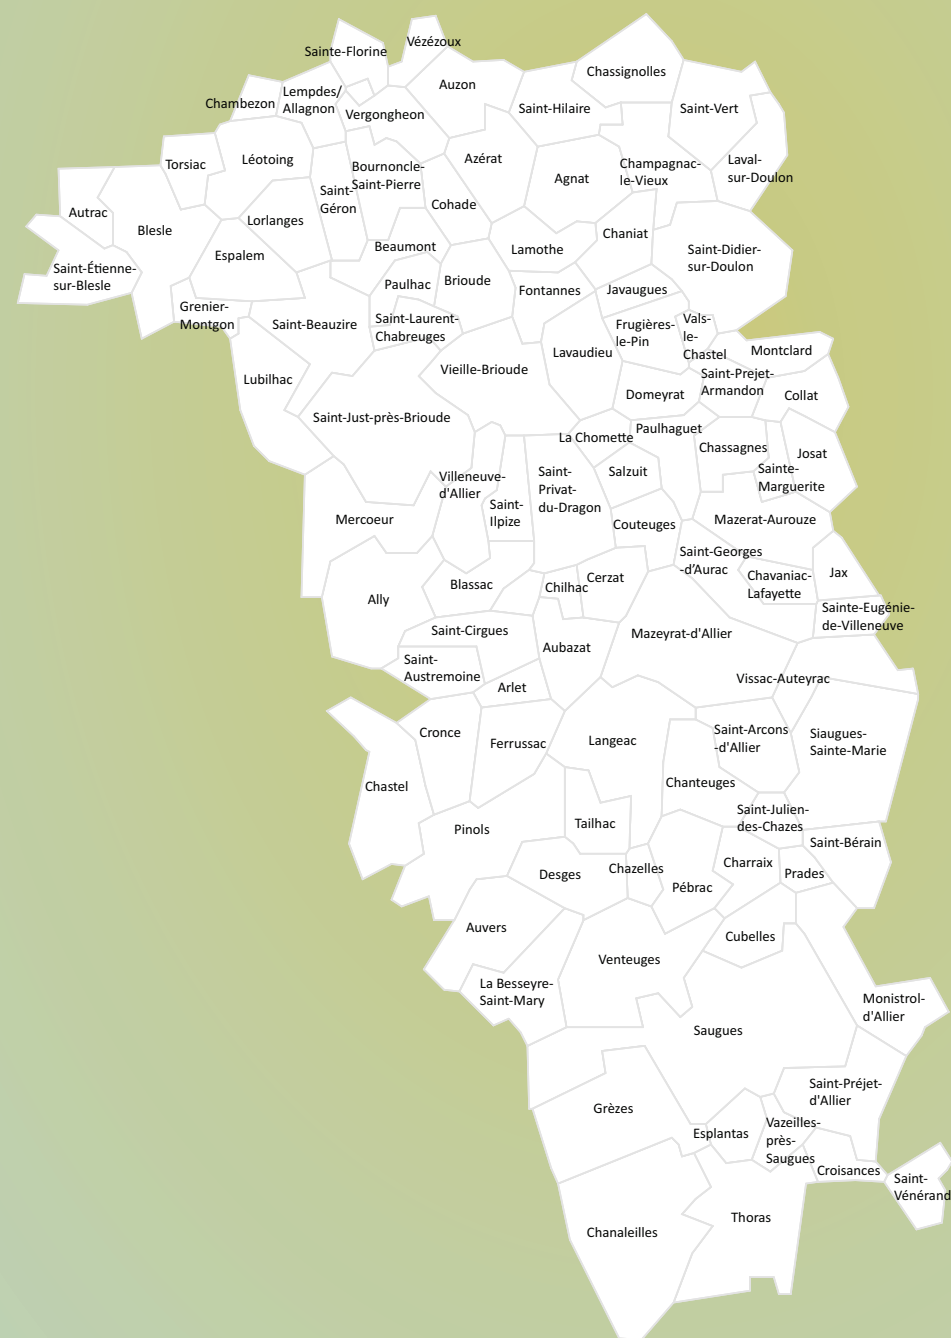 Vézézoux
Sainte-Florine
Chassignolles
Auzon
Lempdes/
Allagnon
Chambezon
Vergongheon
Saint-Hilaire
Saint-Vert
Torsiac
Léotoing
Bournoncle-
Saint-Pierre
Azérat
Agnat
Champagnac-
le-Vieux
Laval-
sur-Doulon
Saint-
Géron
Cohade
Autrac
Blesle
Lorlanges
Chaniat
Beaumont
Lamothe
Espalem
Saint-Didier-
sur-Doulon
Saint-Étienne-
sur-Blesle
Paulhac
Brioude
Fontannes
Javaugues
Grenier-
Montgon
Saint-Beauzire
Saint-Laurent-
Chabreuges
Frugières-
le-Pin
Vals-
le-
Chastel
Lavaudieu
Montclard
Lubilhac
Vieille-Brioude
Saint-Prejet-
Armandon
Domeyrat
Collat
Saint-Just-près-Brioude
La Chomette
Paulhaguet
Chassagnes
Josat
Salzuit
Sainte-
Marguerite
Villeneuve-
d'Allier
Saint-
Privat-
du-Dragon
Saint-
Ilpize
Mercoeur
Couteuges
Mazerat-Aurouze
Saint-Georges
-d’Aurac
Chavaniac-
Lafayette
Jax
Blassac
Chilhac
Cerzat
Ally
Sainte-Eugénie-
de-Villeneuve
Saint-Cirgues
Mazeyrat-d'Allier
Aubazat
Saint-
Austremoine
Arlet
Vissac-Auteyrac
Cronce
Ferrussac
Langeac
Saint-Arcons
-d'Allier
Siaugues-
Sainte-Marie
Chastel
Chanteuges
Pinols
Tailhac
Saint-Julien-
des-Chazes
Saint-Bérain
Desges
Chazelles
Charraix
Prades
Pébrac
Auvers
Cubelles
Venteuges
La Besseyre-
Saint-Mary
Monistrol-
d'Allier
Saugues
Saint-Préjet-
d'Allier
Grèzes
Esplantas
Vazeilles-
près-
Saugues
Croisances
Saint-
Vénérand
Thoras
Chanaleilles